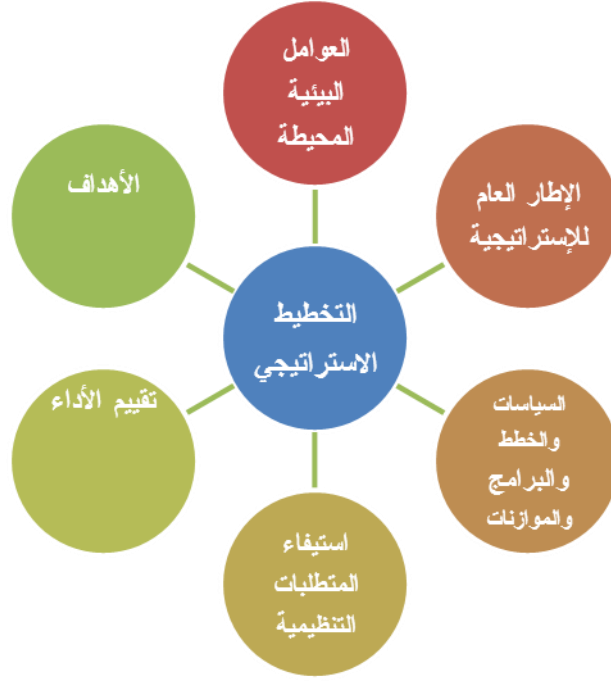 العوامل
البيئية
المحيطة
الإطار العام
للإستراتيجية
السياسات
والخطط
والبرامج
والموازنات
استيفاء
المتطلبات
التنظيمية
تقييم الأداء
الأهداف
التخطيط
الاستراتيجي